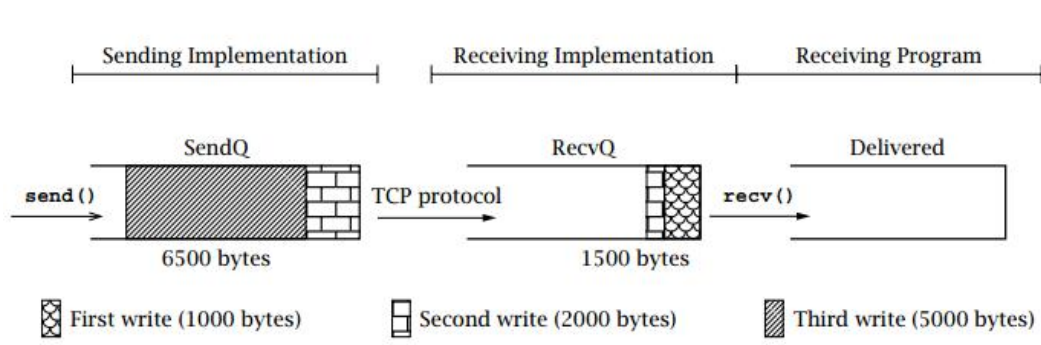 Sending Implementation
Receiving Implementation
Receiving Program
SendQ
RecvQ
Delivered
send()
TCP protocol
recv()
6500 bytes
1500 bytes
First write (1000 bytes)
Second write (2000 bytes)
Third write (5000 bytes)